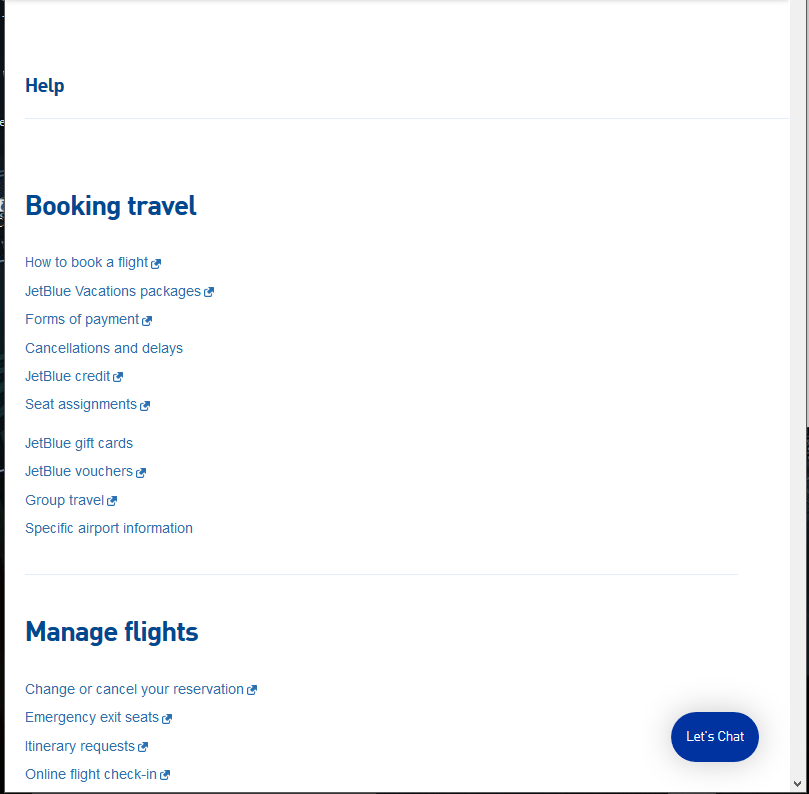 Help
Booking travel
How to book a flight
JetBlue Vacations packages
Forms of payment
Cancellations and delays
JetBlue credit
Seat assignments
JetBlue gift cards
JetBlue vouchers
Group travel
Specific airport information
Manage flights
Change or cancel your reservation
Emergency exit seats
Let's Chat
Itinerary requests
Online flight check-in